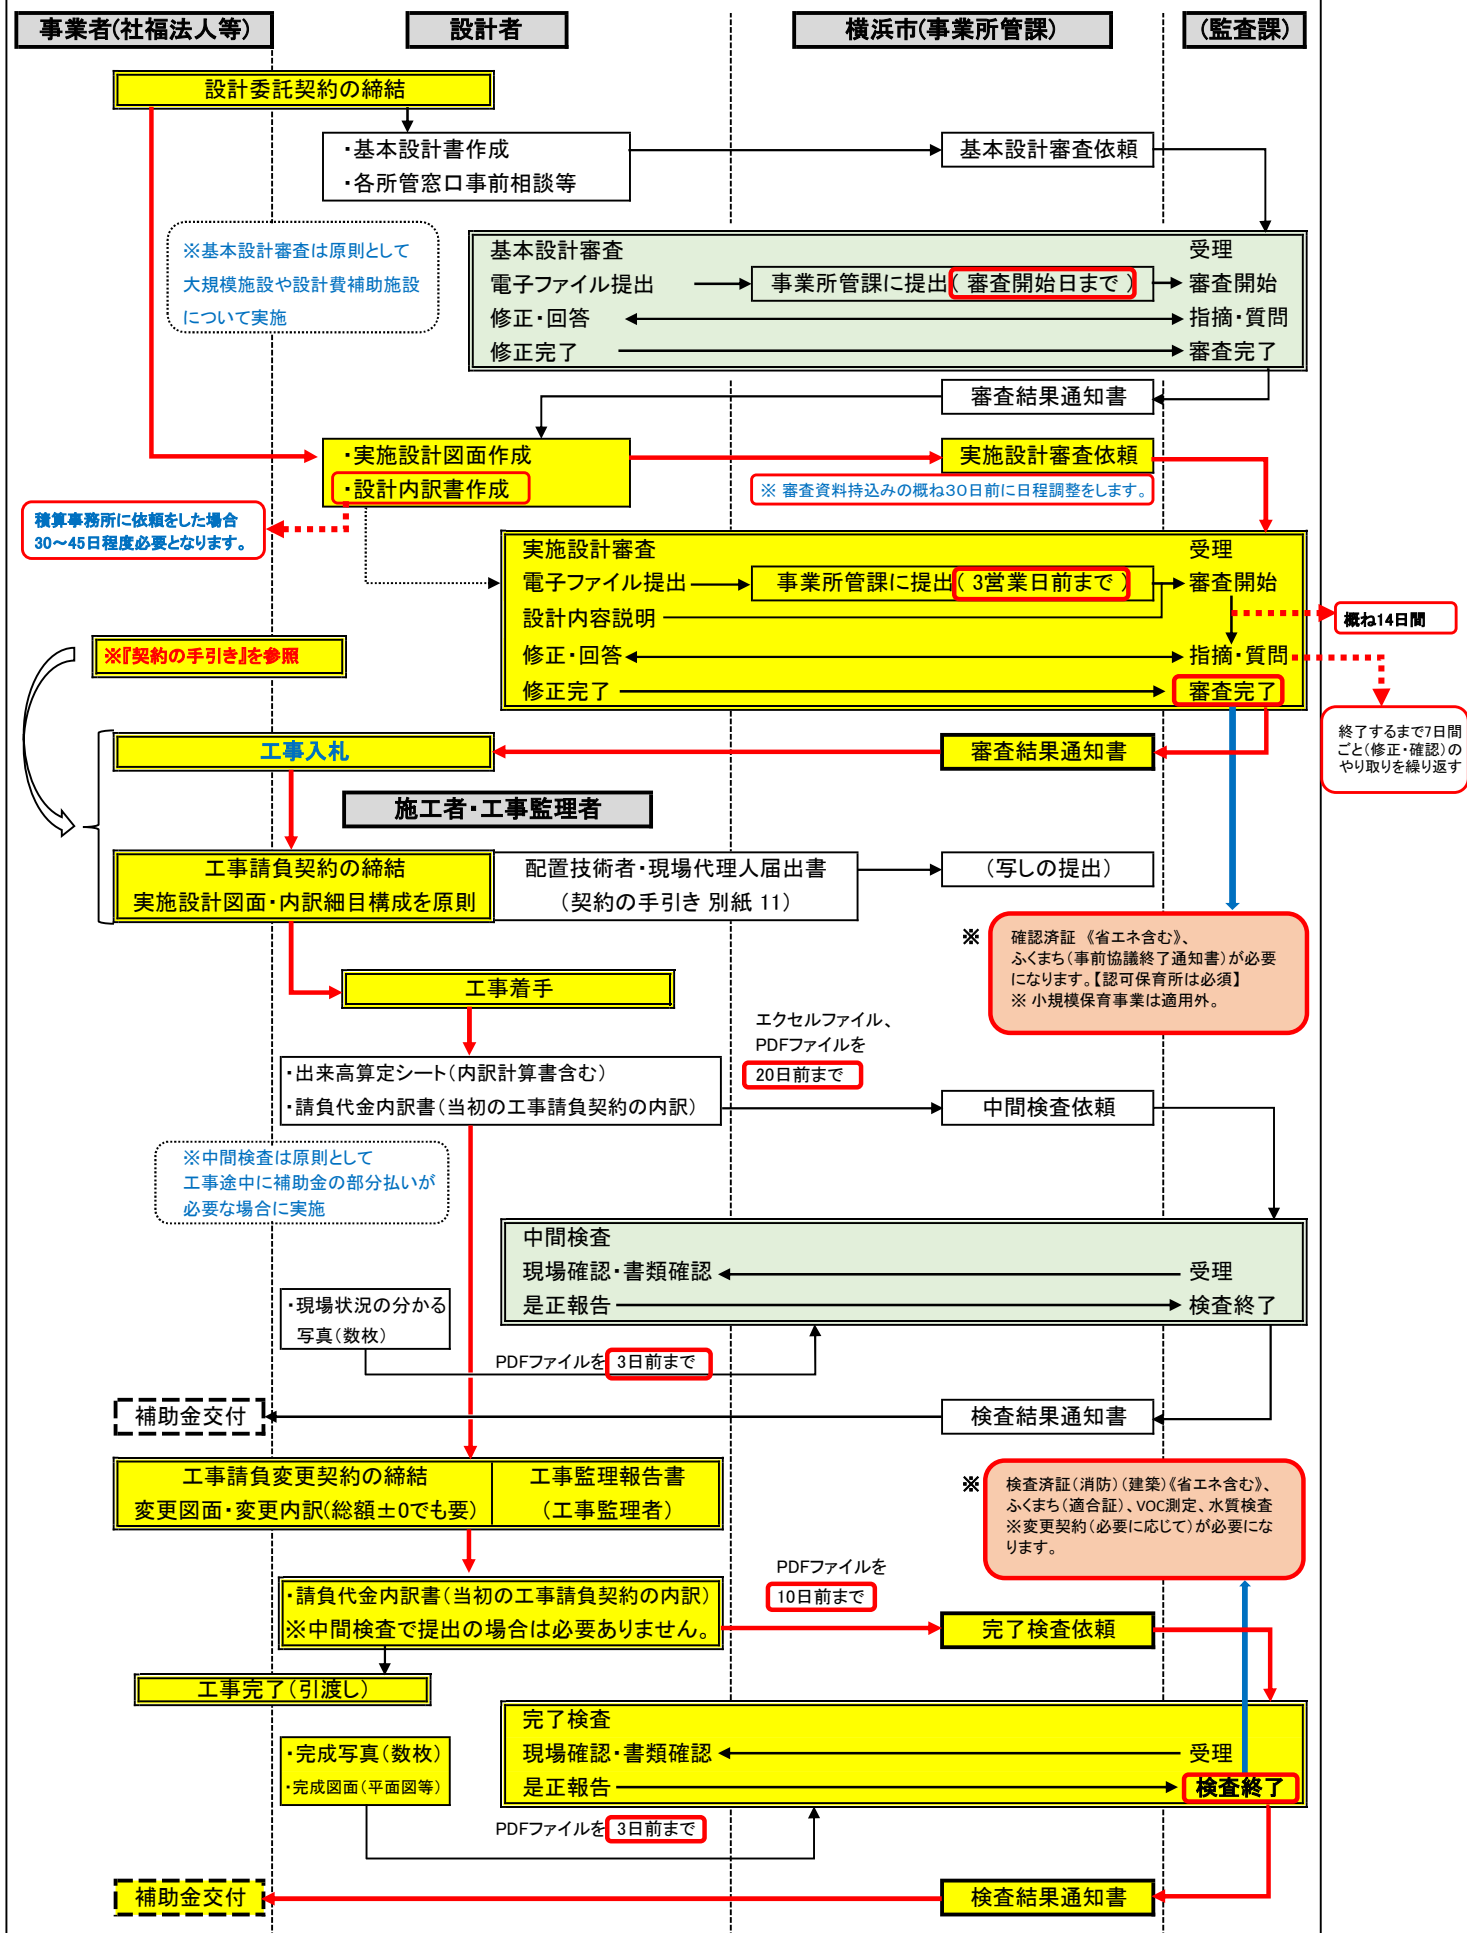 事業者(社福法人等)
設計者
横浜市(事業所管課)
(監査課)
設計委託契約の締結
・基本設計書作成
・各所管窓口事前相談等
基本設計審査依頼
※基本設計審査は原則として
大規模施設や設計費補助施設
について実施
基本設計審査
受理
電子ファイル提出
事業所管課に提出( 審査開始日まで )
審査開始
修正・回答
指摘・質問
修正完了
審査完了
審査結果通知書
・実施設計図面作成
・設計内訳書作成
実施設計審査依頼
※ 審査資料持込みの概ね30日前に日程調整をします。
積算事務所に依頼をした場合
30～45日程度必要となります。
実施設計審査
受理
電子ファイル提出
事業所管課に提出( 3営業日前まで )
審査開始
設計内容説明
概ね14日間
修正・回答
指摘・質問
修正完了
審査完了
※『契約の手引き』を参照
終了するまで7日間
ごと(修正・確認)の
やり取りを繰り返す
工事入札
審査結果通知書
施工者・工事監理者
工事請負契約の締結
実施設計図面・内訳細目構成を原則
配置技術者・現場代理人届出書
(契約の手引き 別紙 11)
(写しの提出)
※
確認済証 《省エネ含む》、
ふくまち(事前協議終了通知書)が必要
になります。【認可保育所は必須】
※ 小規模保育事業は適用外。
工事着手
エクセルファイル、
PDFファイルを
20日前まで
・出来高算定シート(内訳計算書含む)
・請負代金内訳書(当初の工事請負契約の内訳)
中間検査依頼
※中間検査は原則として
工事途中に補助金の部分払いが
必要な場合に実施
中間検査
現場確認・書類確認
受理
是正報告
検査終了
・現場状況の分かる
写真(数枚)
PDFファイルを 3日前まで
補助金交付
検査結果通知書
工事請負変更契約の締結
変更図面・変更内訳(総額±0でも要)
工事監理報告書
(工事監理者)
※
検査済証(消防)(建築)《省エネ含む》、
ふくまち(適合証)、VOC測定、水質検査
※変更契約(必要に応じて)が必要にな
ります。
PDFファイルを
10日前まで
・請負代金内訳書(当初の工事請負契約の内訳)
※中間検査で提出の場合は必要ありません。
完了検査依頼
工事完了(引渡し)
完了検査
現場確認・書類確認
受理
是正報告
検査終了
・完成写真(数枚)
・完成図面(平面図等)
PDFファイルを 3日前まで
補助金交付
検査結果通知書